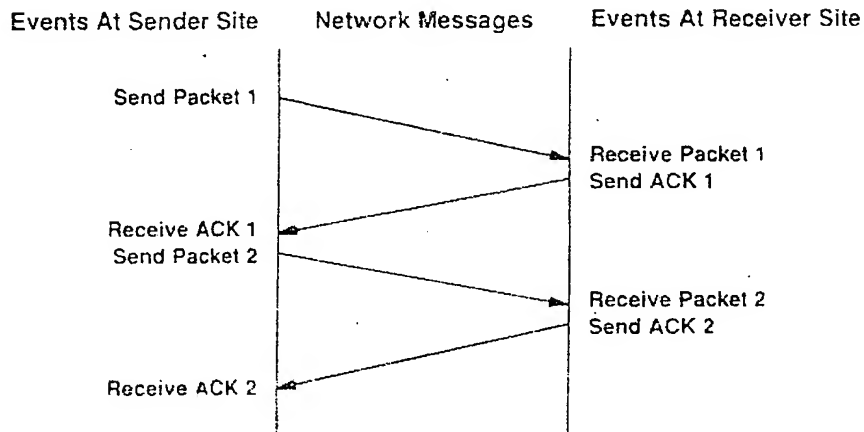 Events At Sender Site Network Messages Events At Receiver Site
Send Packet 1
Receive Packet 1
Send ACK 1
Receive ACK 1
Send Packet 2
Receive Packet 2
Send ACK 2
Receive ACK 2